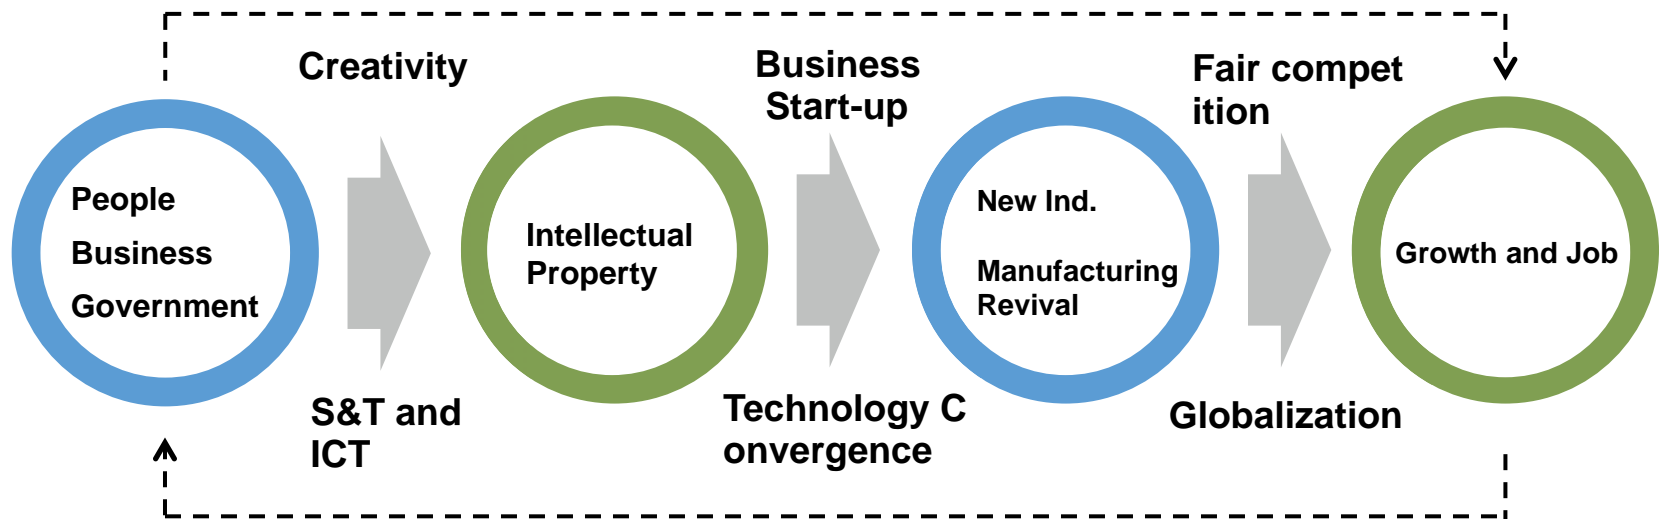 Creativity
Business
Start-up
Fair compet
ition
People
Business
Government
Intellectual
Property
New Ind.
Manufacturing
Revival
Growth and Job
S&T and
ICT
Technology C
onvergence
Globalization